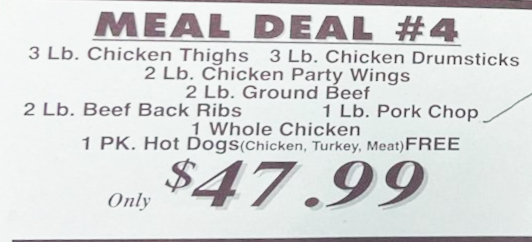 MEAL DEAL #4
3 Lb. Chicken Thighs 3 Lb. Chicken Drumsticks
2 Lb. Chicken Party Wings
2 Lb. Ground Beef
2 Lb. Beef Back Ribs 1 Lb. Pork Chop
1 Whole Chicken
1 PK. Hot Dogs(Chicken, Turkey, Meat)FREE
Only $47.99